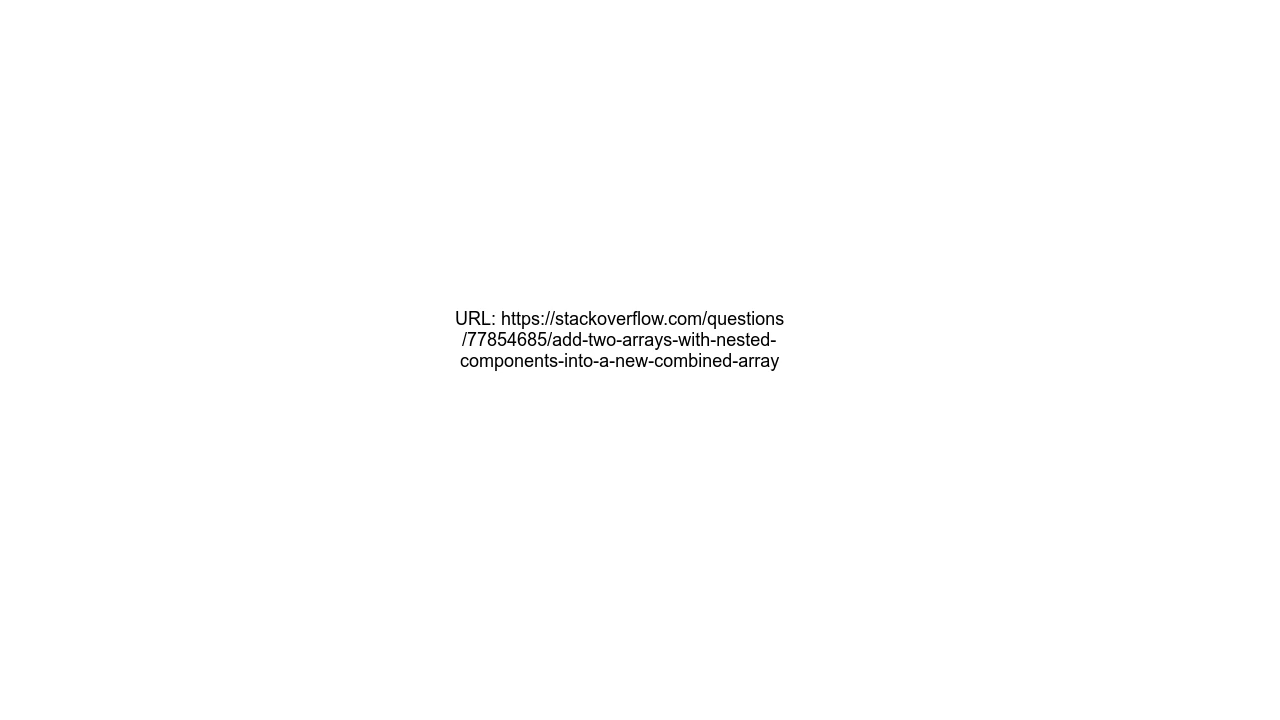 URL: https://stackoverflow.com/questions
/77854685/add-two-arrays-with-nested-
components-into-a-new-combined-array